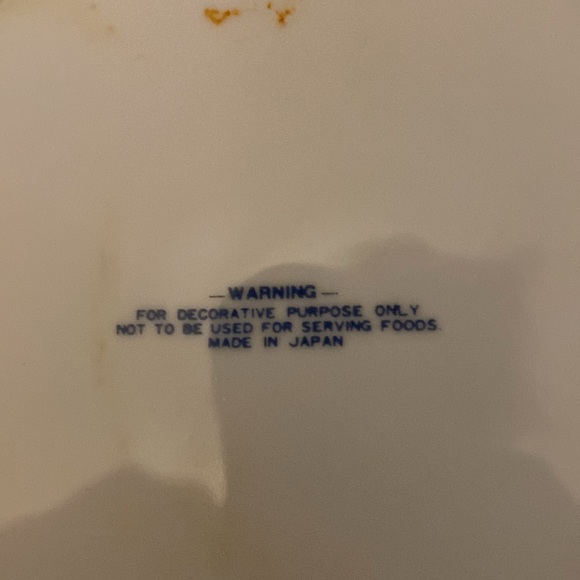 —WARNING—
FOR DECORATIVE PURPOSE ONLY
NOT TO BE USED FOR SERVING FOODS.
MADE IN JAPAN